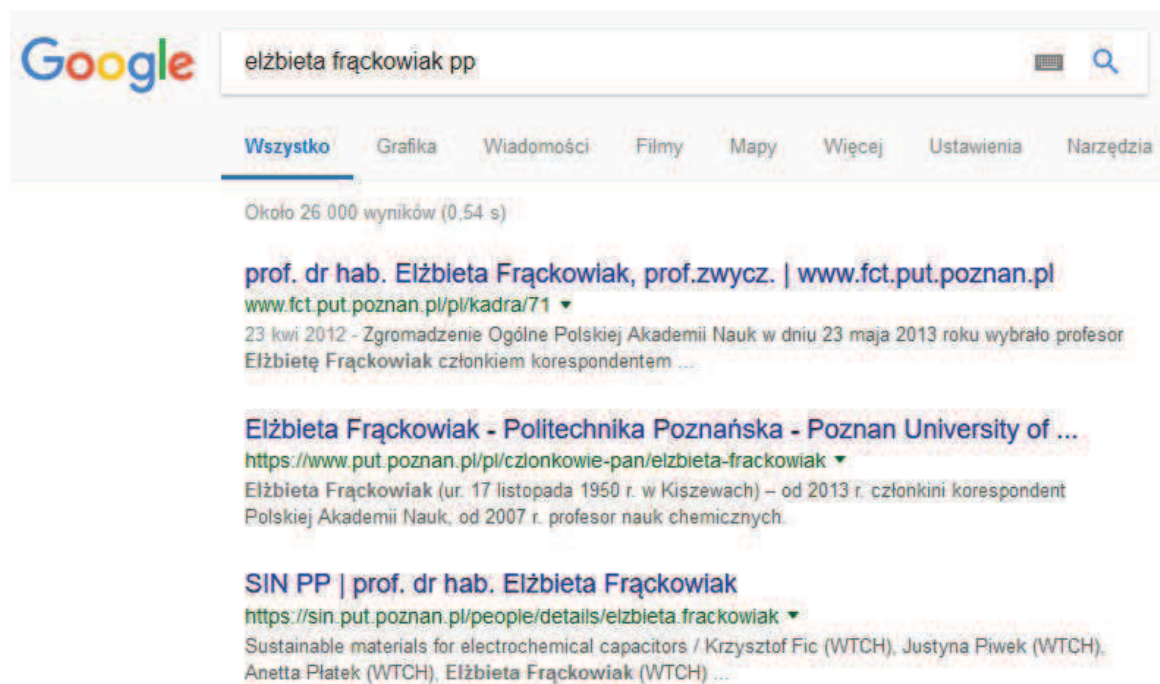 Google
elżbieta frąckowiak pp
Wszystko Grafika Wiadomości Filmy Mapy Więcej Ustawienia Narzędzia
Około 26 000 wyników (0,54 s)
prof. dr hab. Elżbieta Frąckowiak, prof.zwycz. | www.fct.put.poznan.pl
www.fct.put.poznan.pl/pl/kadra/71
23 kwi 2012 - Zgromadzenie Ogólne Polskiej Akademii Nauk w dniu 23 maja 2013 roku wybrało profesor
Elżbietę Frąckowiak członkiem korespondentem ...
Elżbieta Frąckowiak - Politechnika Poznańska - Poznan University of ...
https://www.put.poznan.pl/pl/czlonkowie-pan/elzbieta-frackowiak
Elżbieta Frąckowiak (ur. 17 listopada 1950 r. w Kiszewach) – od 2013 r. członkini korespondent
Polskiej Akademii Nauk, od 2007 r. profesor nauk chemicznych.
SIN PP | prof. dr hab. Elżbieta Frąckowiak
https://sin.put.poznan.pl/people/details/elzbieta.frackowiak
Sustainable materials for electrochemical capacitors / Krzysztof Fic (WTCH), Justyna Piwek (WTCH),
Anetta Płatek (WTCH), Elżbieta Frąckowiak (WTCH) ...